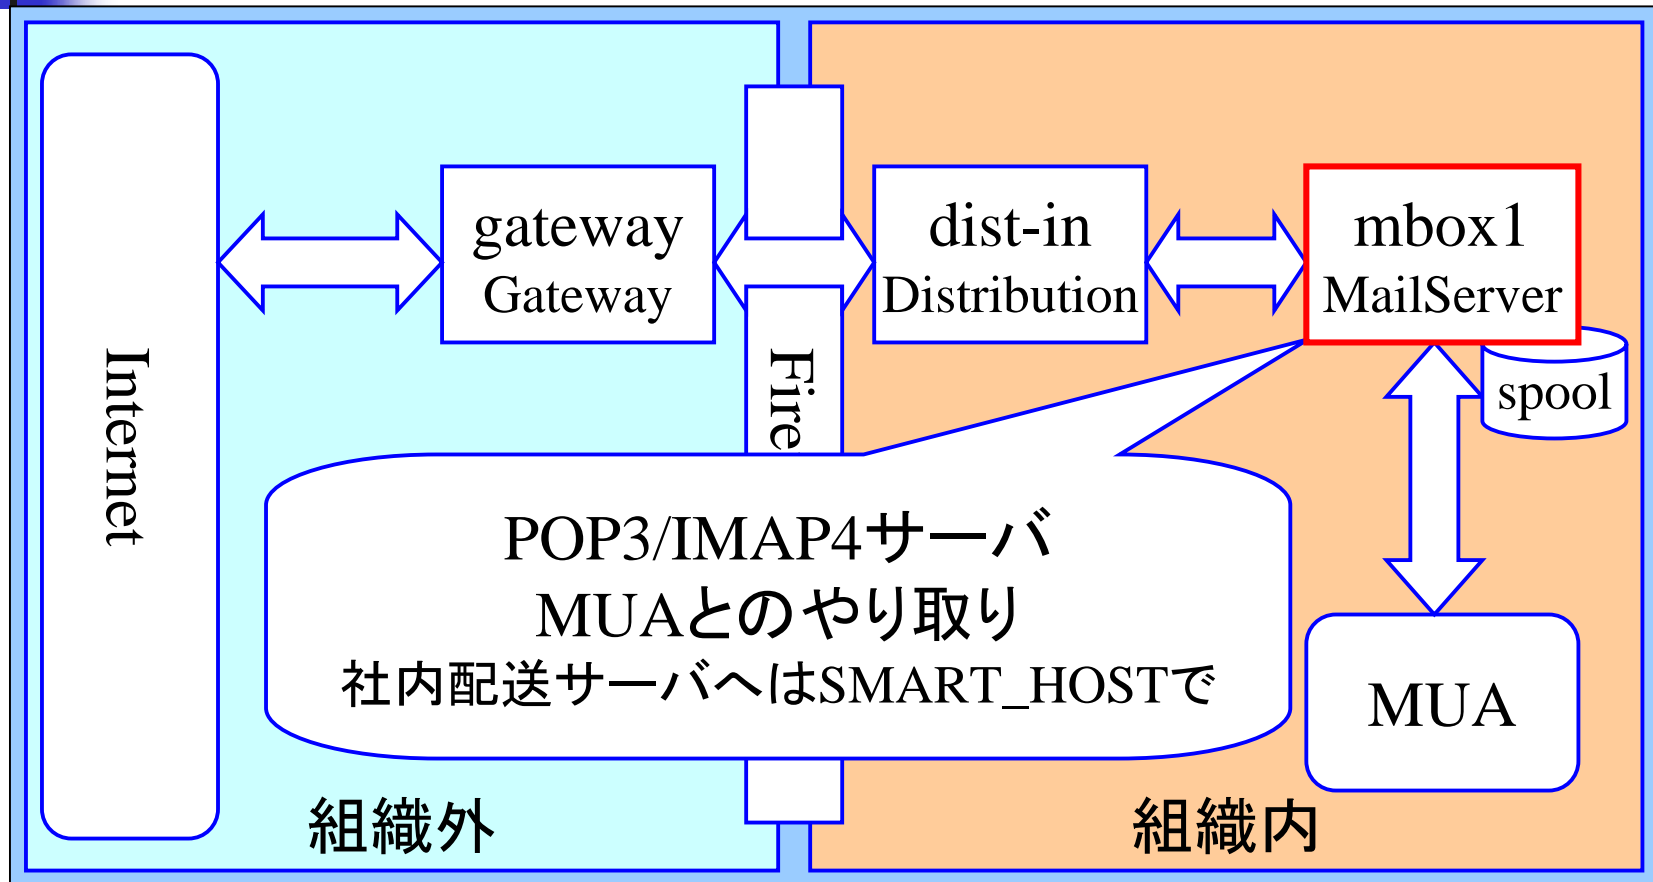 Internet
gateway
Gateway
Fire
dist-in
Distribution
mbox1
MailServer
spool
POP3/IMAP4サーバ
MUAとのやり取り
社内配送サーバへはSMART_HOSTで
MUA
組織外
組織内